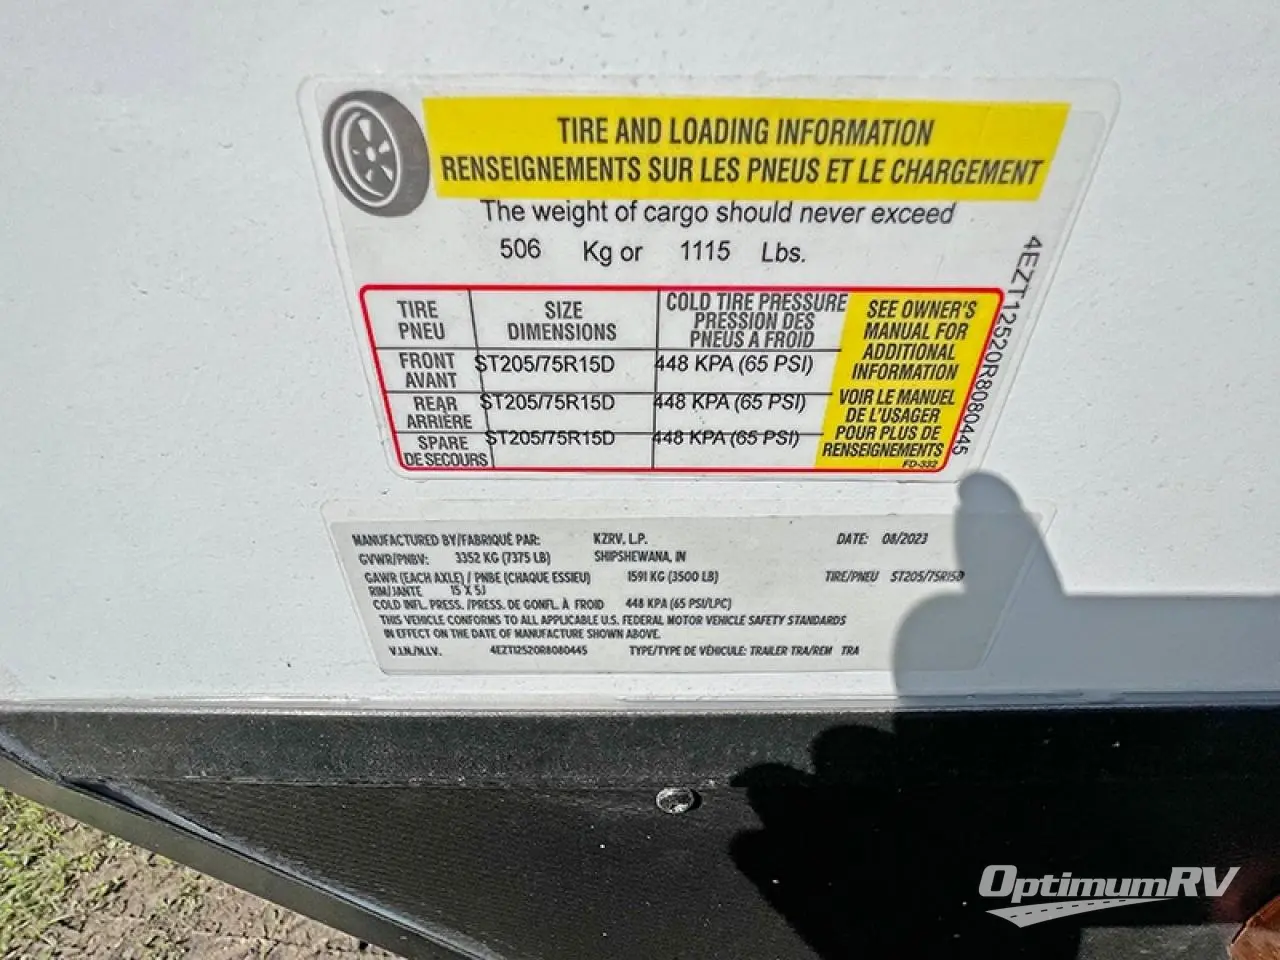 TIRE AND LOADING INFORMATION
RENSEIGNEMENTS SUR LES PNEUS ET LE CHARGEMENT
The weight of cargo should never exceed
506 Kg or 1115 Lbs.
TIRE
PNEU
SIZE
DIMENSIONS
COLD TIRE PRESSURE
PRESSION DES
PNEUS A FROID
FRONT
AVANT
ST205/75R15D
448 KPA (65 PSI)
REAR
ARRIÈRE
ST205/75R15D
448 KPA (65 PSI)
SPARE
DE SECOURS
ST205/75R15D
448 KPA (65 PSI)
SEE OWNER'S
MANUAL FOR
ADDITIONAL
INFORMATION
VOIR LE MANUEL
DE L'USAGER
POUR PLUS DE
RENSEIGNEMENTS
FD-332
4EZT12520R8080445
MANUFACTURED BY/FABRIQUÉ PAR: KZRV, L.P. DATE: 08/2023
GVWR/PNBV: 3352 KG (7375 LB) SHIPSHEWANA, IN
GAWR (EACH AXLE) / PNBE (CHAQUE ESSIEU) 1591 KG (3500 LB) TIRE/PNEU ST205/75R15D
RIM/JANTE 15 X 5J
COLD INFL. PRESS. /PRESS. DE GONFL. À FROID 448 KPA (65 PSI/LPC)
THIS VEHICLE CONFORMS TO ALL APPLICABLE U.S. FEDERAL MOTOR VEHICLE SAFETY STANDARDS
IN EFFECT ON THE DATE OF MANUFACTURE SHOWN ABOVE.
V.I.N./N.I.V. 4EZT12520R8080445 TYPE/TYPE DE VÉHICULE: TRAILER TRA/REM TRA
OptimumRV